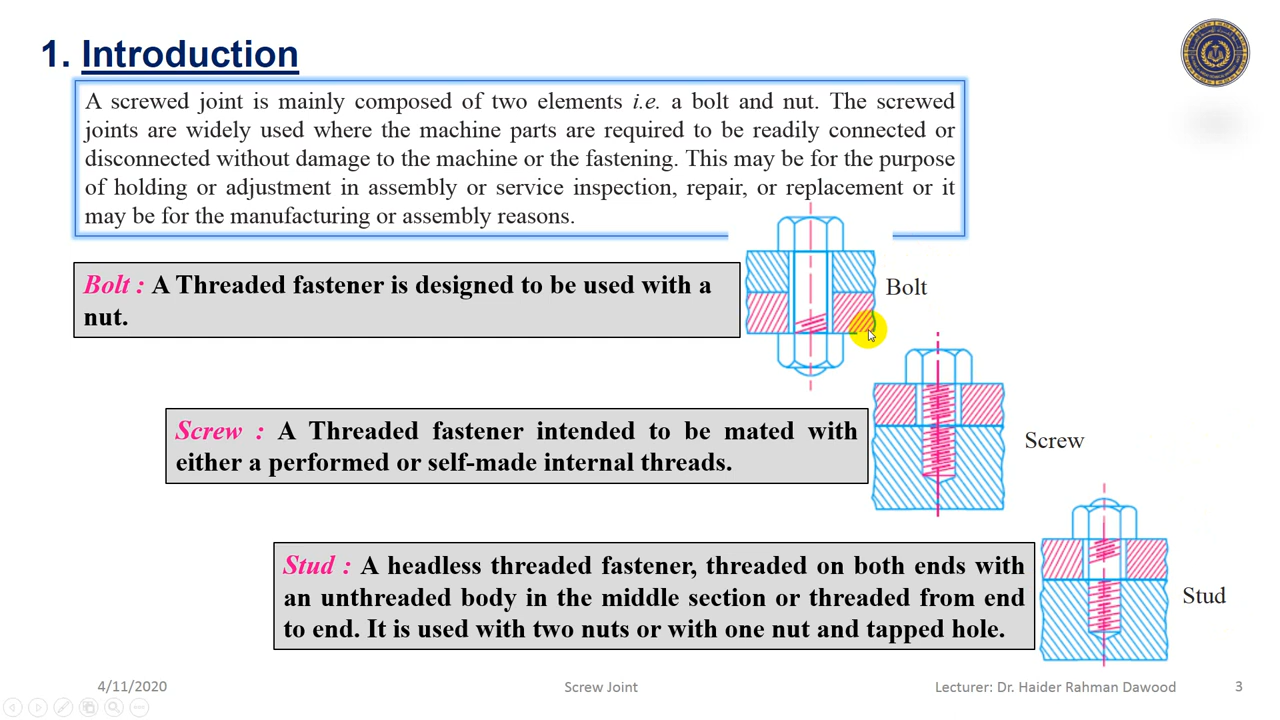 1. Introduction
A screwed joint is mainly composed of two elements i.e. a bolt and nut. The screwed
joints are widely used where the machine parts are required to be readily connected or
disconnected without damage to the machine or the fastening. This may be for the purpose
of holding or adjustment in assembly or service inspection, repair, or replacement or it
may be for the manufacturing or assembly reasons.
Bolt : A Threaded fastener is designed to be used with a
nut.
Bolt
Screw : A Threaded fastener intended to be mated with
either a performed or self-made internal threads.
Screw
Stud : A headless threaded fastener, threaded on both ends with
an unthreaded body in the middle section or threaded from end
to end. It is used with two nuts or with one nut and tapped hole.
Stud
4/11/2020
Screw Joint
Lecturer: Dr. Haider Rahman Dawood
3